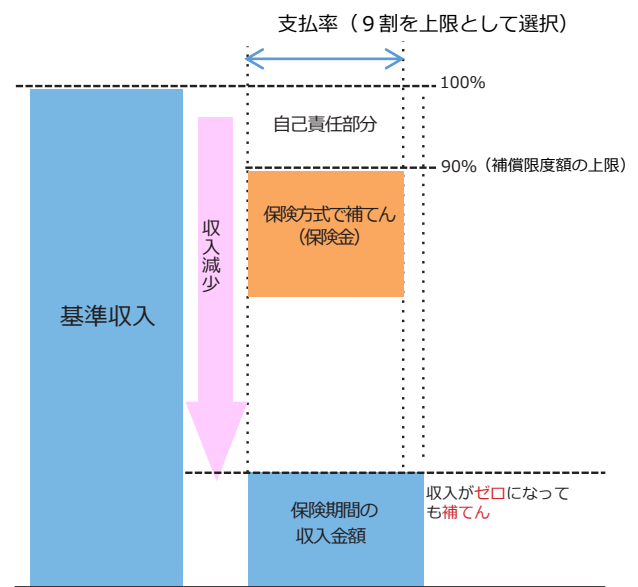 支払率（９割を上限として選択）
100%
自己責任部分
90%（補償限度額の上限）
保険方式で補てん
（保険金）
収入減少
基準収入
保険期間の
収入金額
収入がゼロになって
も補てん